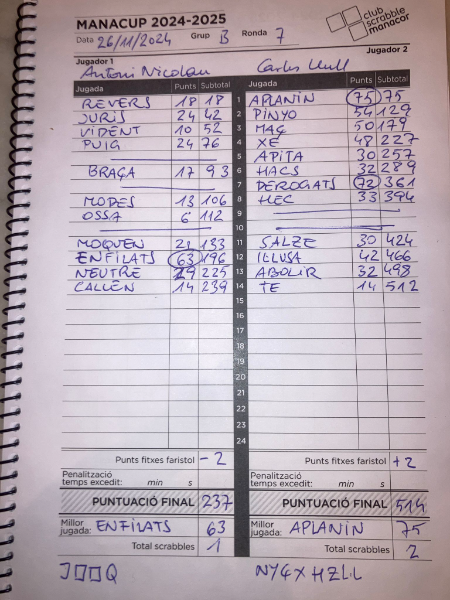 MANACUP 2024-2025
club scrabble manacor
Data 26/11/2024 Grup B Ronda 7
Jugador 1 Jugador 2
Antoni Nicolau Carles Llull
Jugada Punts Subtotal Jugada Punts Subtotal
REVERS 18 18 1 APLANIN 75 75
JURIS 24 42 2 PINYO 54 129
VIDENT 10 52 3 MAG 50 179
PUIG 24 76 4 XE 48 227
5 APITA 30 257
BRAÇA 17 93 6 HACS 32 289
7 DEROGATS 72 361
MODES 13 106 8 HEC 33 394
OSSA 6 112 9
10
MOQUEN 21 133 11 SALZE 30 424
ENFILATS 63 196 12 IL·LUSA 42 466
NEUTRE 29 225 13 ABOLIR 32 498
CALLEN 14 239 14 TE 14 512
15
16
17
18
19
20
21
22
23
24
Punts fitxes faristol -2 Punts fitxes faristol +2
Penalització temps excedit: min s Penalització temps excedit: min s
PUNTUACIÓ FINAL 237 PUNTUACIÓ FINAL 514
Millor jugada: ENFILATS 63 Millor jugada: APLANIN 75
Total scrabbles 1 Total scrabbles 2